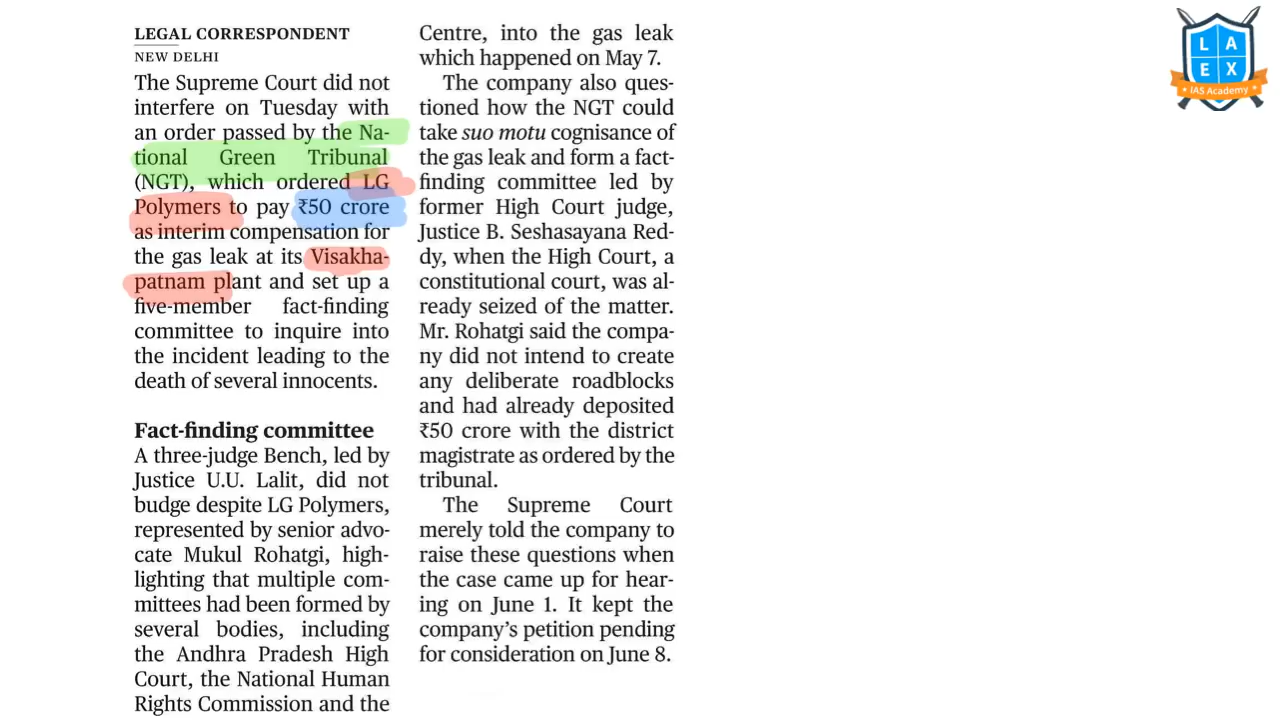 LEGAL CORRESPONDENT
NEW DELHI
The Supreme Court did not
interfere on Tuesday with
an order passed by the Na-
tional Green Tribunal
(NGT), which ordered LG
Polymers to pay ₹50 crore
as interim compensation for
the gas leak at its Visakha-
patnam plant and set up a
five-member fact-finding
committee to inquire into
the incident leading to the
death of several innocents.
Fact-finding committee
A three-judge Bench, led by
Justice U.U. Lalit, did not
budge despite LG Polymers,
represented by senior advo-
cate Mukul Rohatgi, high-
lighting that multiple com-
mittees had been formed by
several bodies, including
the Andhra Pradesh High
Court, the National Human
Rights Commission and the
Centre, into the gas leak
which happened on May 7.
The company also ques-
tioned how the NGT could
take suo motu cognisance of
the gas leak and form a fact-
finding committee led by
former High Court judge,
Justice B. Seshasayana Red-
dy, when the High Court, a
constitutional court, was al-
ready seized of the matter.
Mr. Rohatgi said the compa-
ny did not intend to create
any deliberate roadblocks
and had already deposited
₹50 crore with the district
magistrate as ordered by the
tribunal.
The Supreme Court
merely told the company to
raise these questions when
the case came up for hear-
ing on June 1. It kept the
company's petition pending
for consideration on June 8.
L A
E X
IAS Academy